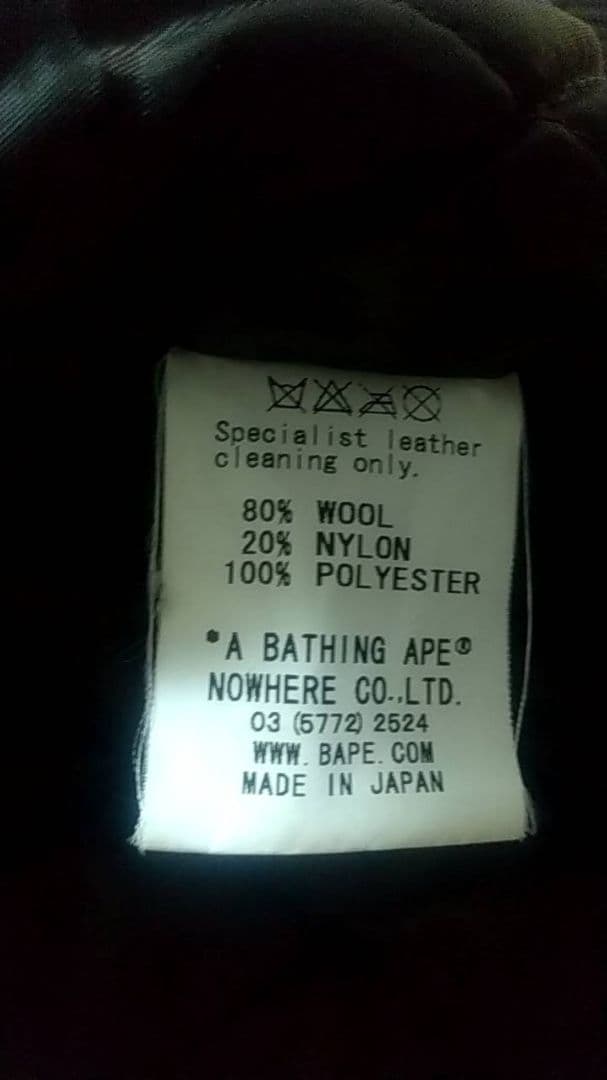 Specialist leather
cleaning only.
80% WOOL
20% NYLON
100% POLYESTER
*A BATHING APE®
NOWHERE CO.,LTD.
03 (5772) 2524
WWW. BAPE. COM
MADE IN JAPAN